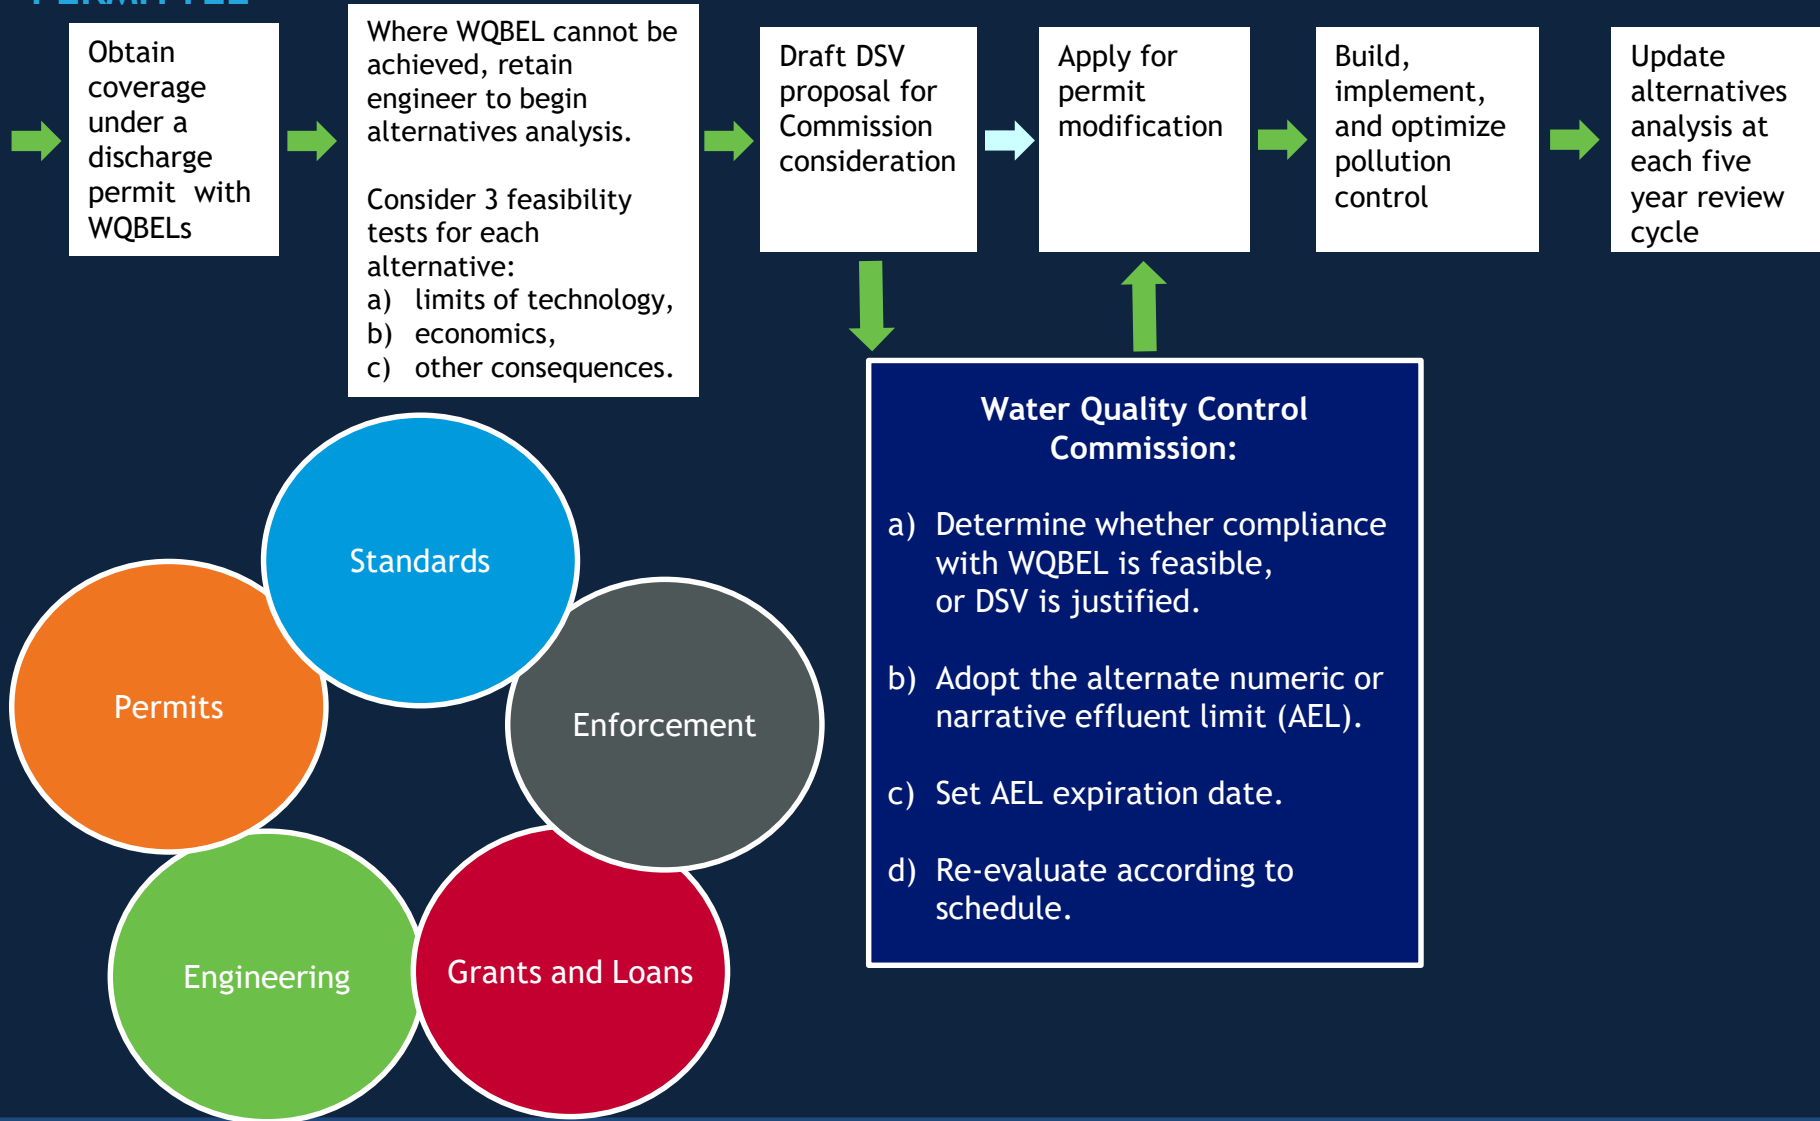 PERMITTEE
Obtain
coverage
under a
discharge
permit with
WQBELs
Where WQBEL cannot be
achieved, retain
engineer to begin
alternatives analysis.
Consider 3 feasibility
tests for each
alternative:
a) limits of technology,
b) economics,
c) other consequences.
Draft DSV
proposal for
Commission
consideration
Apply for
permit
modification
Build,
implement,
and optimize
pollution
control
Update
alternatives
analysis at
each five
year review
cycle
Water Quality Control
Commission:
a) Determine whether compliance
with WQBEL is feasible,
or DSV is justified.
b) Adopt the alternate numeric or
narrative effluent limit (AEL).
c) Set AEL expiration date.
d) Re-evaluate according to
schedule.
Standards
Permits
Enforcement
Engineering
Grants and Loans